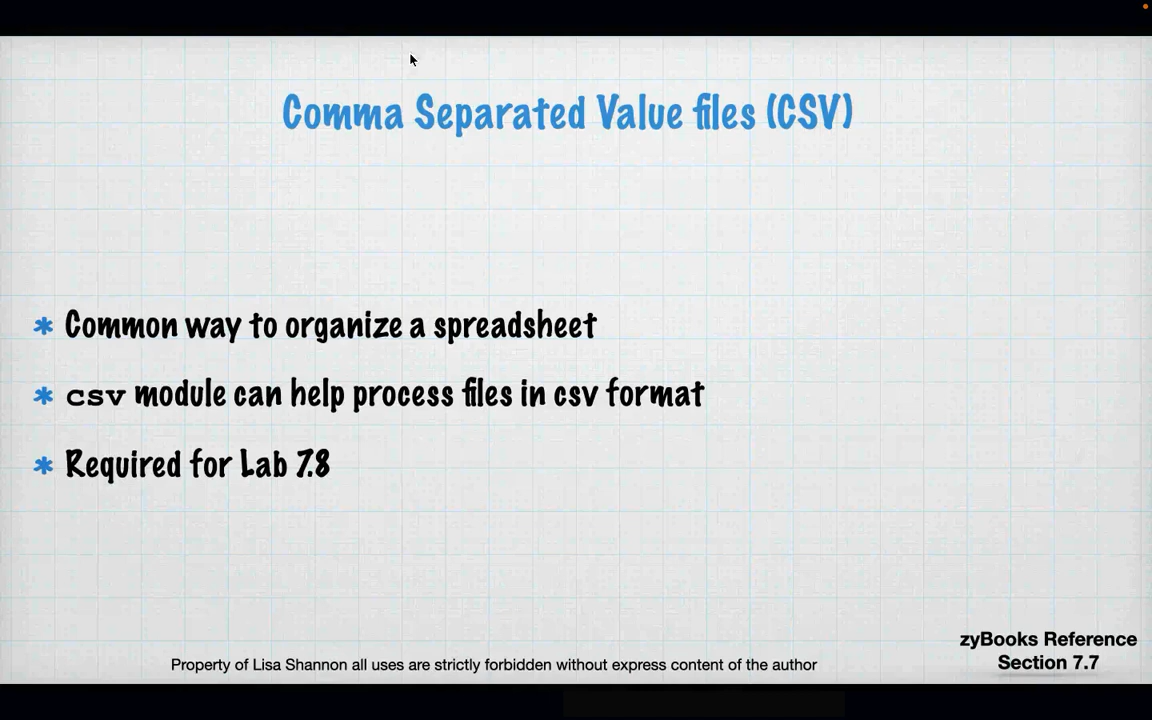 Comma Separated Value files (CSV)
* Common way to organize a spreadsheet
* csv module can help process files in csv format
* Required for Lab 7.8
zyBooks Reference
Section 7.7
Property of Lisa Shannon all uses are strictly forbidden without express content of the author